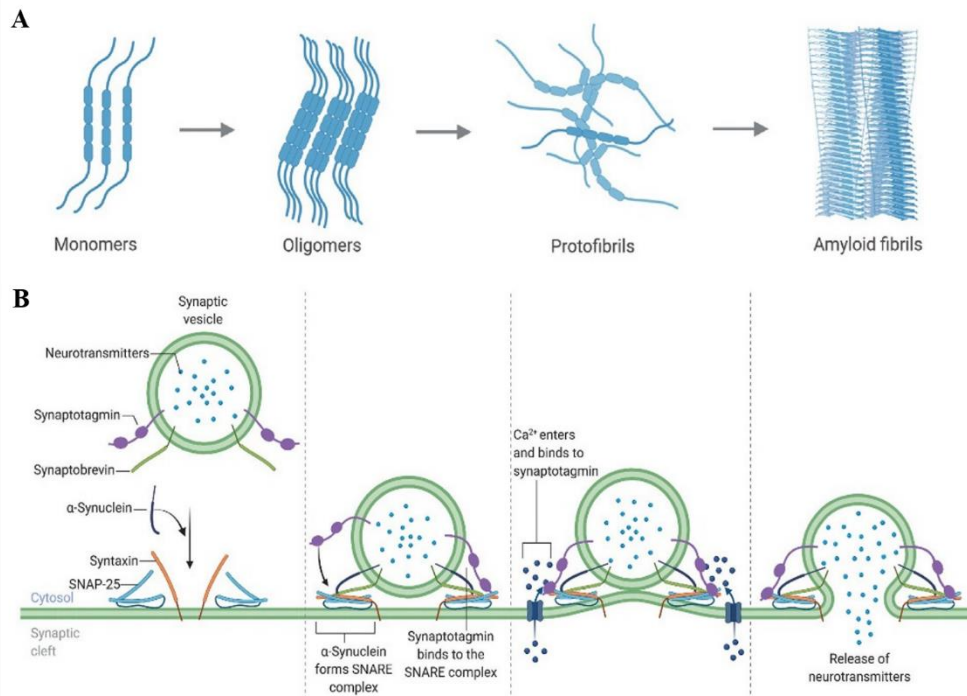 A
Monomers
Oligomers
Protofibrils
Amyloid fibrils
B
Synaptic
vesicle
Neurotransmitters
Synaptotagmin
Synaptobrevin
α-Synuclein
Syntaxin
SNAP-25
Cytosol
Synaptic
cleft
α-Synuclein
forms SNARE
complex
Synaptotagmin
binds to the
SNARE complex
Ca²⁺ enters
and binds to
synaptotagmin
Release of
neurotransmitters